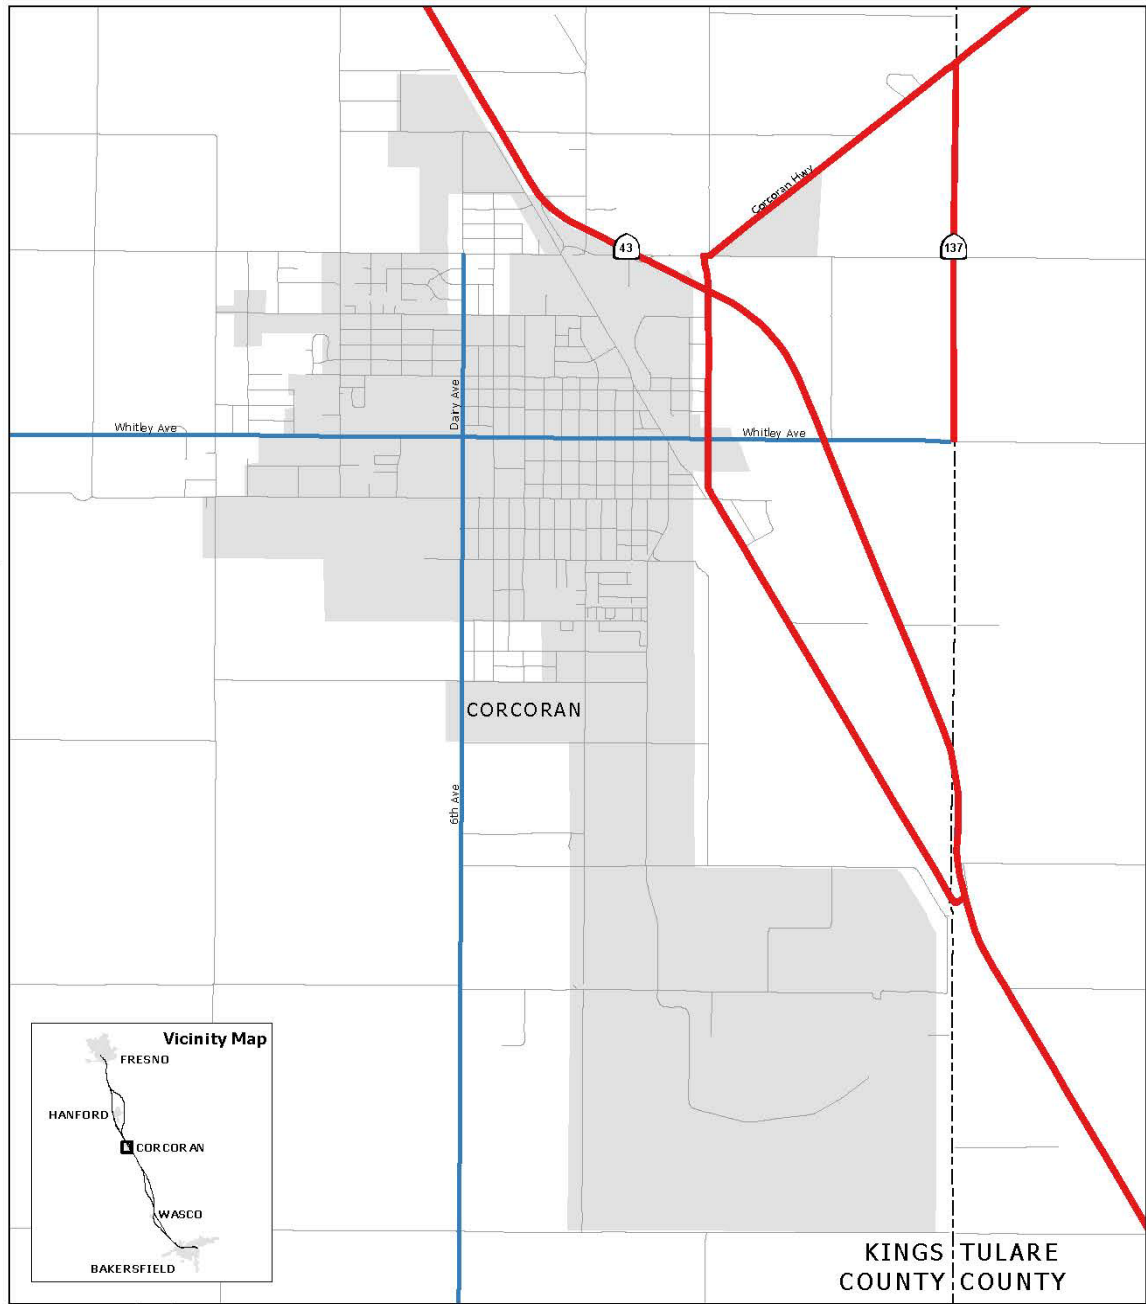 Corcoran Hwy
43
137
Dairy Ave
Whitley Ave
Whitley Ave
CORCORAN
6th Ave
Vicinity Map
FRESNO
HANFORD
CORCORAN
WASCO
BAKERSFIELD
KINGS TULARE
COUNTY COUNTY